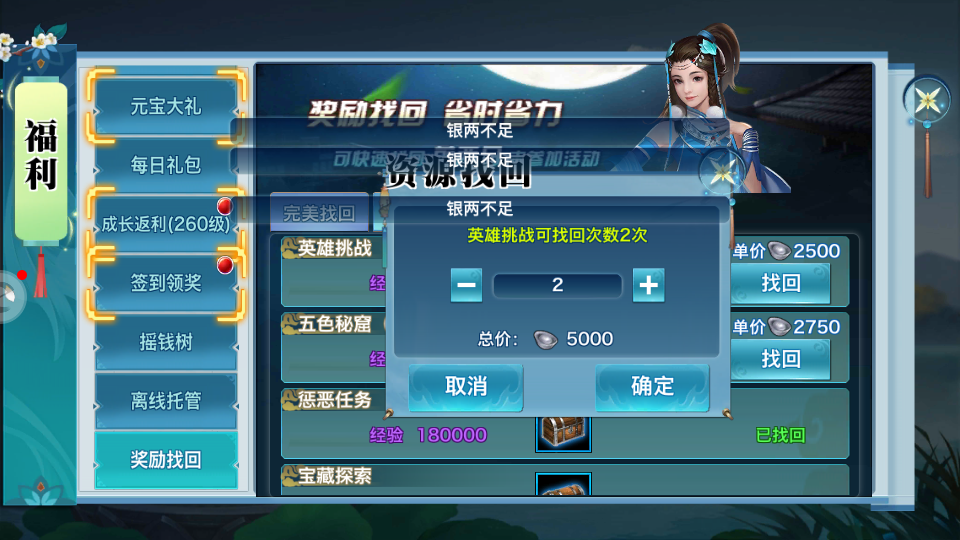 福利
元宝大礼
每日礼包
成长返利(260级)
签到领奖
摇钱树
离线托管
奖励找回
奖励找回 省时省力
银两不足
银两不足
资源找回
银两不足
完美找回
英雄挑战可找回次数2次
2
总价： 5000
取消
确定
英雄挑战
经
单价 2500
找回
五色秘窟
经
单价 2750
找回
惩恶任务
经验 180000
已找回
宝藏探索